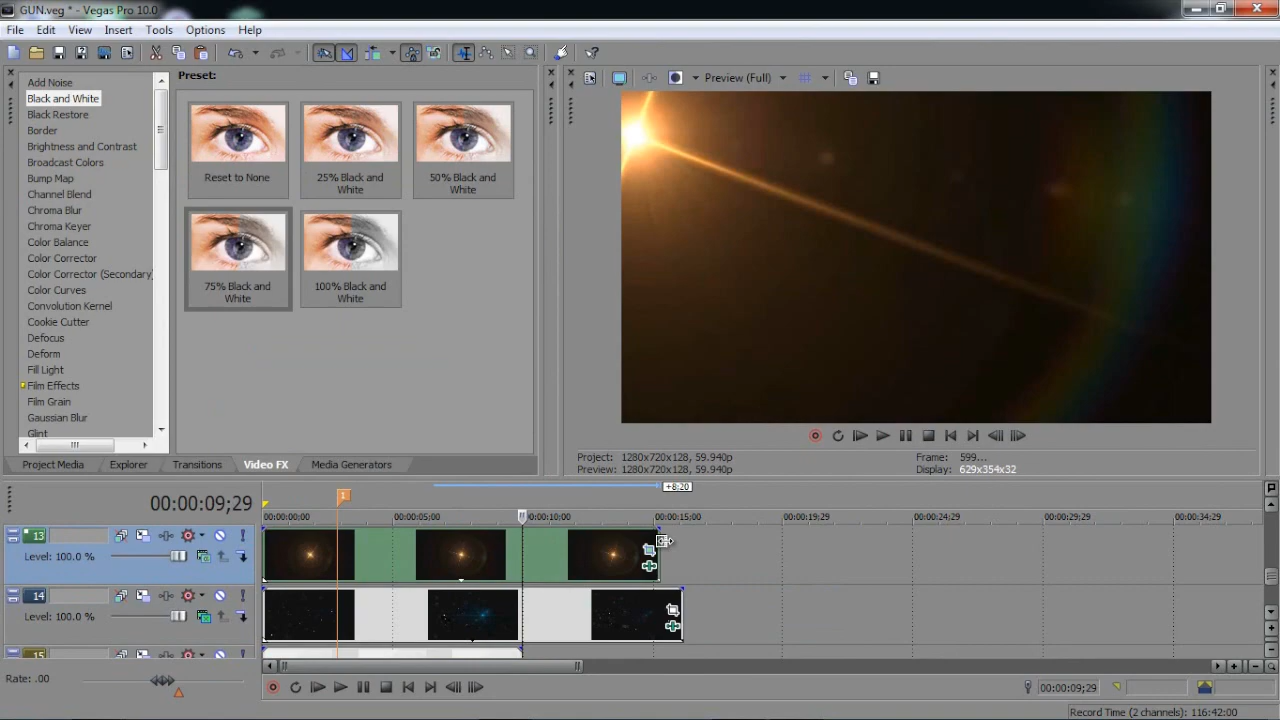 GUN.veg * - Vegas Pro 10.0
File Edit View Insert Tools Options Help
Add Noise
Black and White
Black Restore
Border
Brightness and Contrast
Broadcast Colors
Bump Map
Channel Blend
Chroma Blur
Chroma Keyer
Color Balance
Color Corrector
Color Corrector (Secondary)
Color Curves
Convolution Kernel
Cookie Cutter
Defocus
Deform
Fill Light
Film Effects
Film Grain
Gaussian Blur
Glint
Preset:
Reset to None
25% Black and White
50% Black and White
75% Black and White
100% Black and White
Project Media Explorer Transitions Video FX Media Generators
Preview (Full)
Project: 1280x720x128, 59.940p
Preview: 1280x720x128, 59.940p
Frame: 599...
Display: 629x354x32
00:00:09;29
1
+8;20
00:00:00 00:00:05;00 00:00:10;00 00:00:15;00 00:00:19;29 00:00:24;29 00:00:29;29 00:00:34;29
13
Level: 100.0 %
14
Level: 100.0 %
15
Rate: .00
00:00:09;29
Record Time (2 channels): 116:42:00